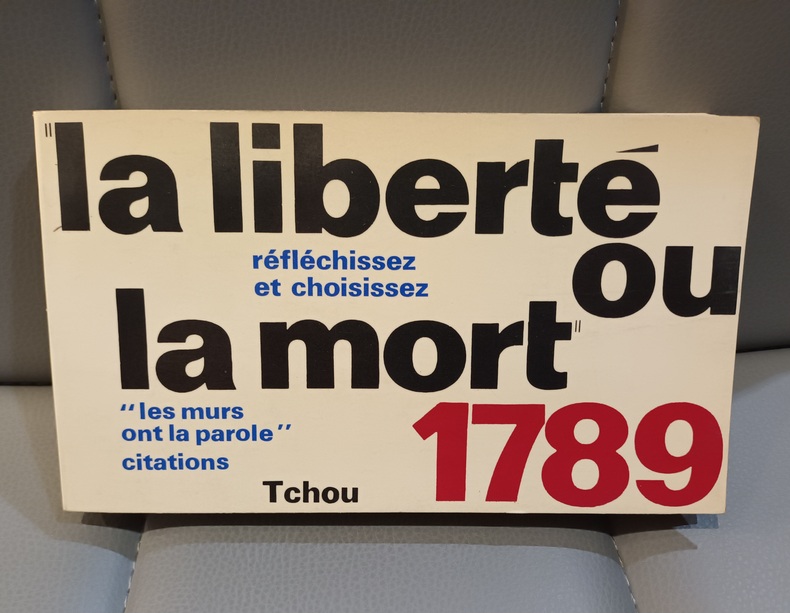 "la liberté
ou
réfléchissez
et choisissez
la mort"
"les murs
ont la parole"
citations
1789
Tchou